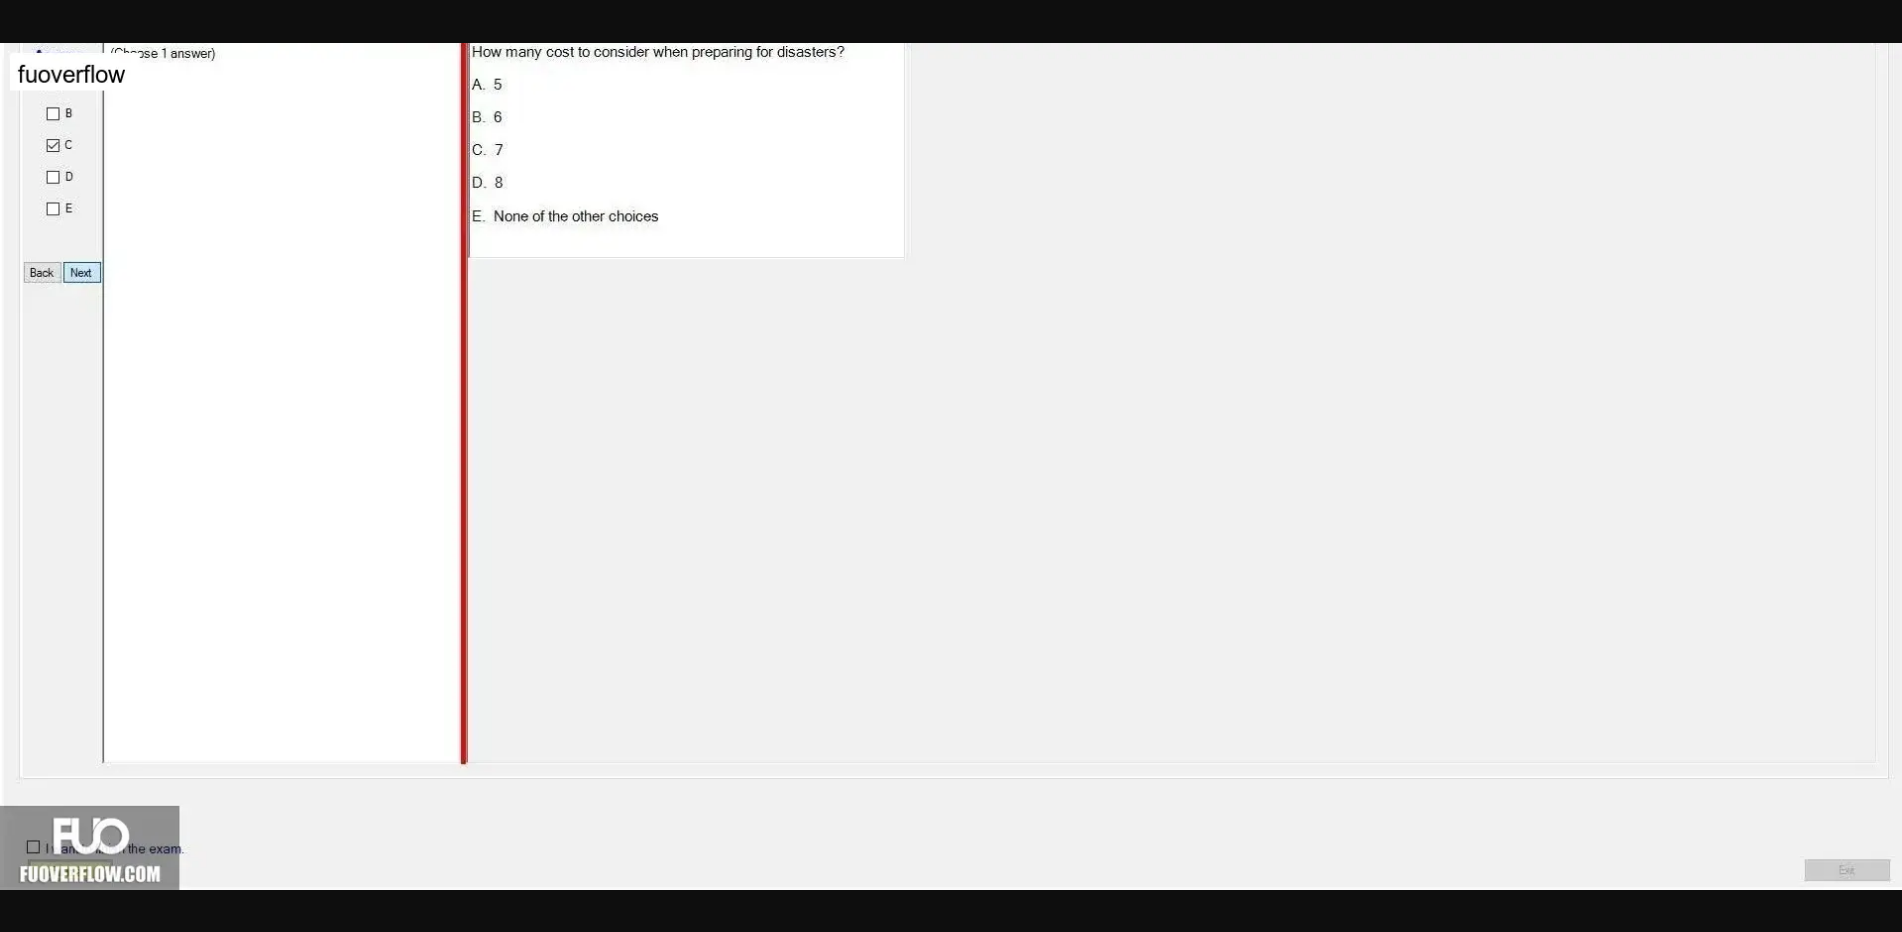 (Choose 1 answer)
fuoverflow
B
C
D
E
Back Next
How many cost to consider when preparing for disasters?
A. 5
B. 6
C. 7
D. 8
E. None of the other choices
I the exam.
FUO
FUOVERFLOW.COM
Exit